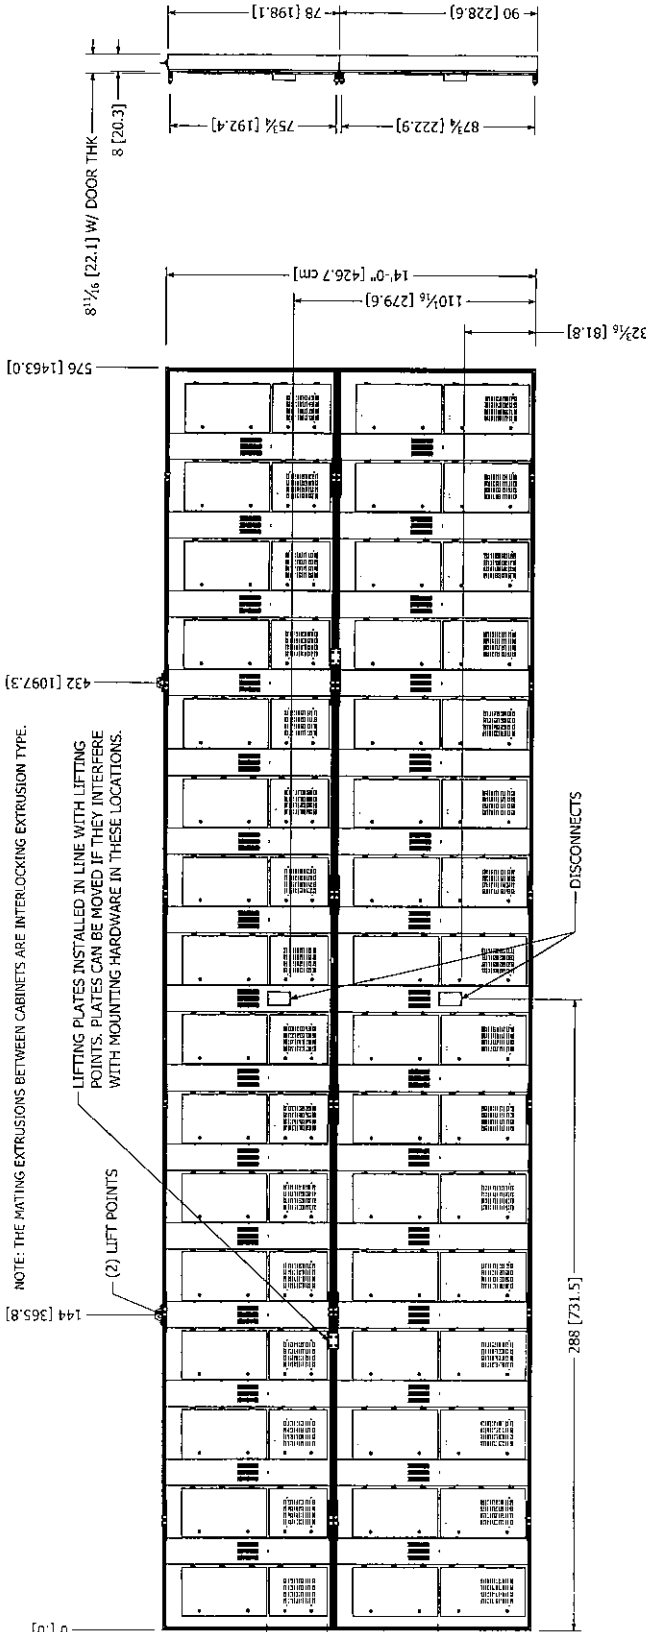 78 [198.1]
90 [228.6]
75¾ [192.4]
87¾ [222.9]
8¹¹⁄₁₆ [22.1] W/ DOOR THK
8 [20.3]
14'-0" [426.7 cm]
110¹⁄₁₆ [279.6]
32³⁄₁₆ [81.8]
576 [1463.0]
432 [1097.3]
144 [365.8]
0 [.0]
NOTE: THE MATING EXTRUSIONS BETWEEN CABINETS ARE INTERLOCKING EXTRUSION TYPE.
LIFTING PLATES INSTALLED IN LINE WITH LIFTING
POINTS. PLATES CAN BE MOVED IF THEY INTERFERE
WITH MOUNTING HARDWARE IN THESE LOCATIONS.
(2) LIFT POINTS
DISCONNECTS
288 [731.5]